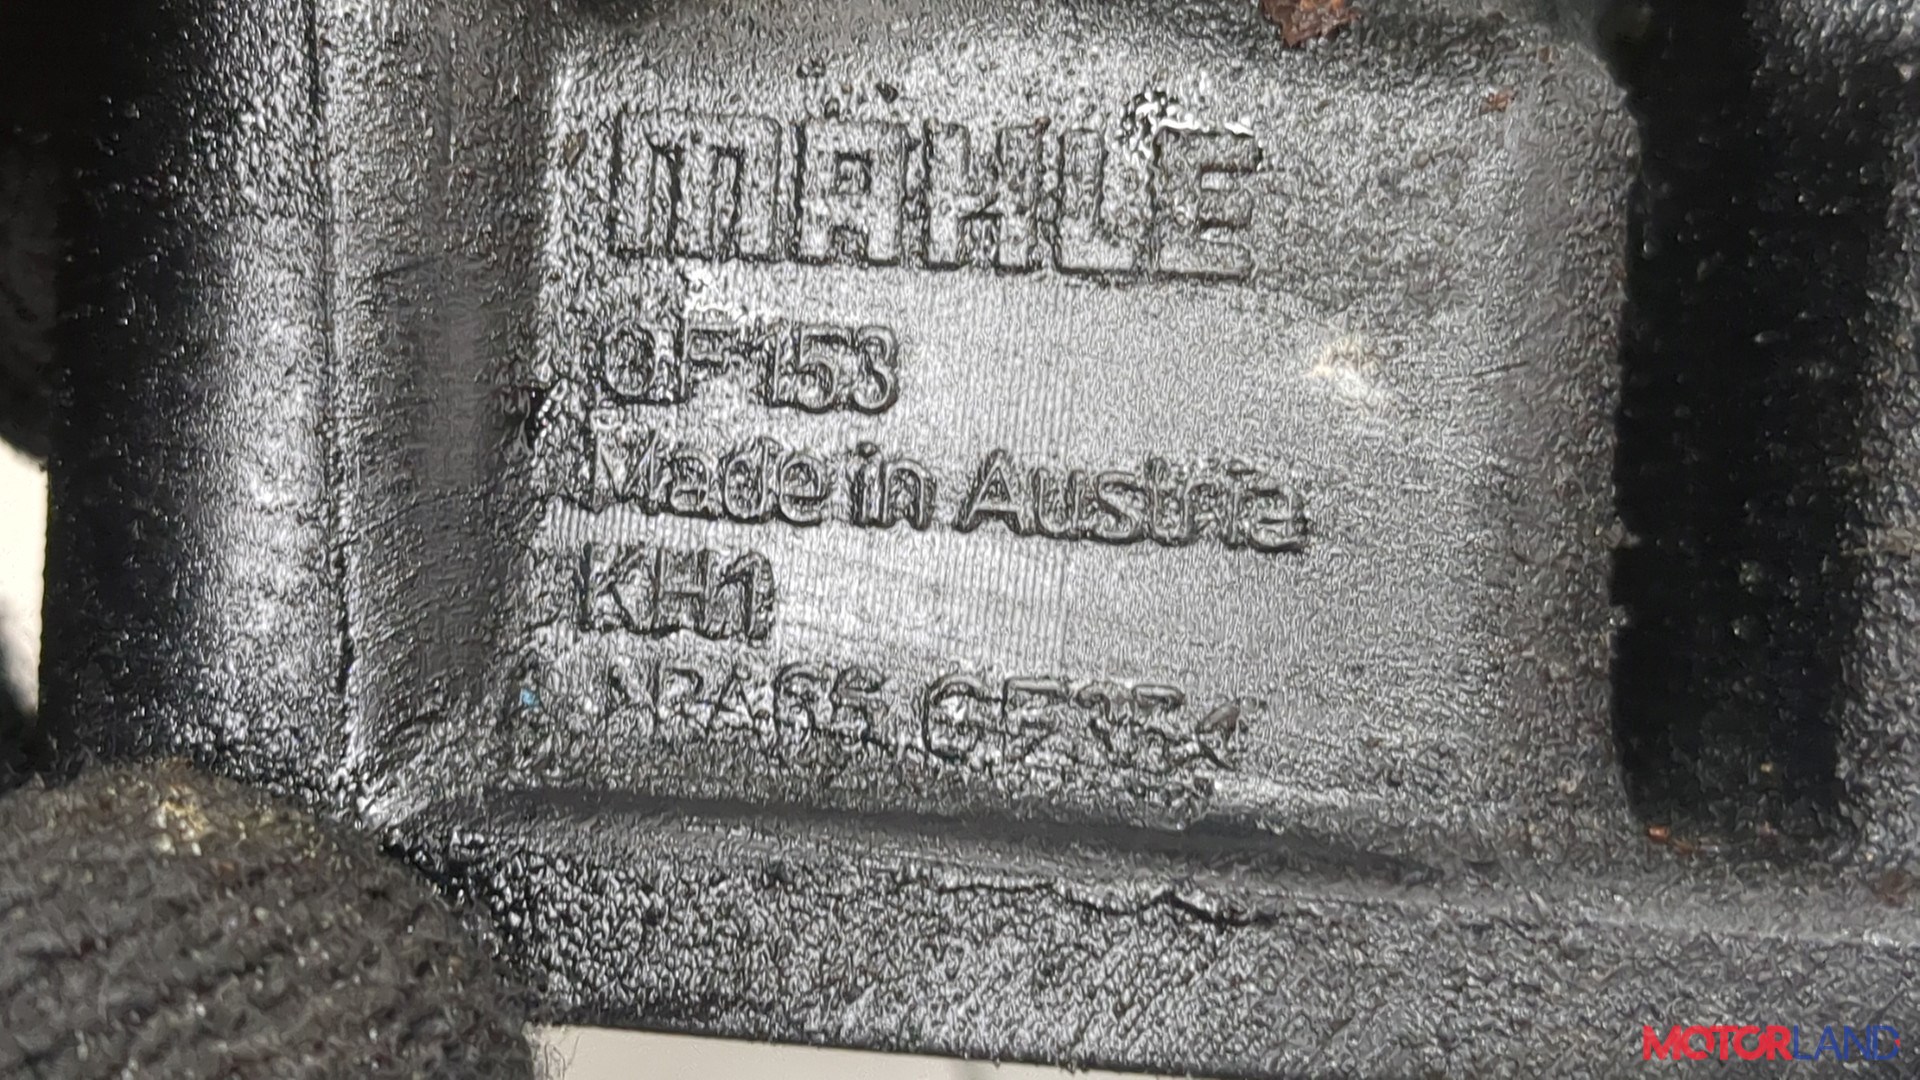 MAHLE
OF153
Made in Austria
KH1
MOTORLAND